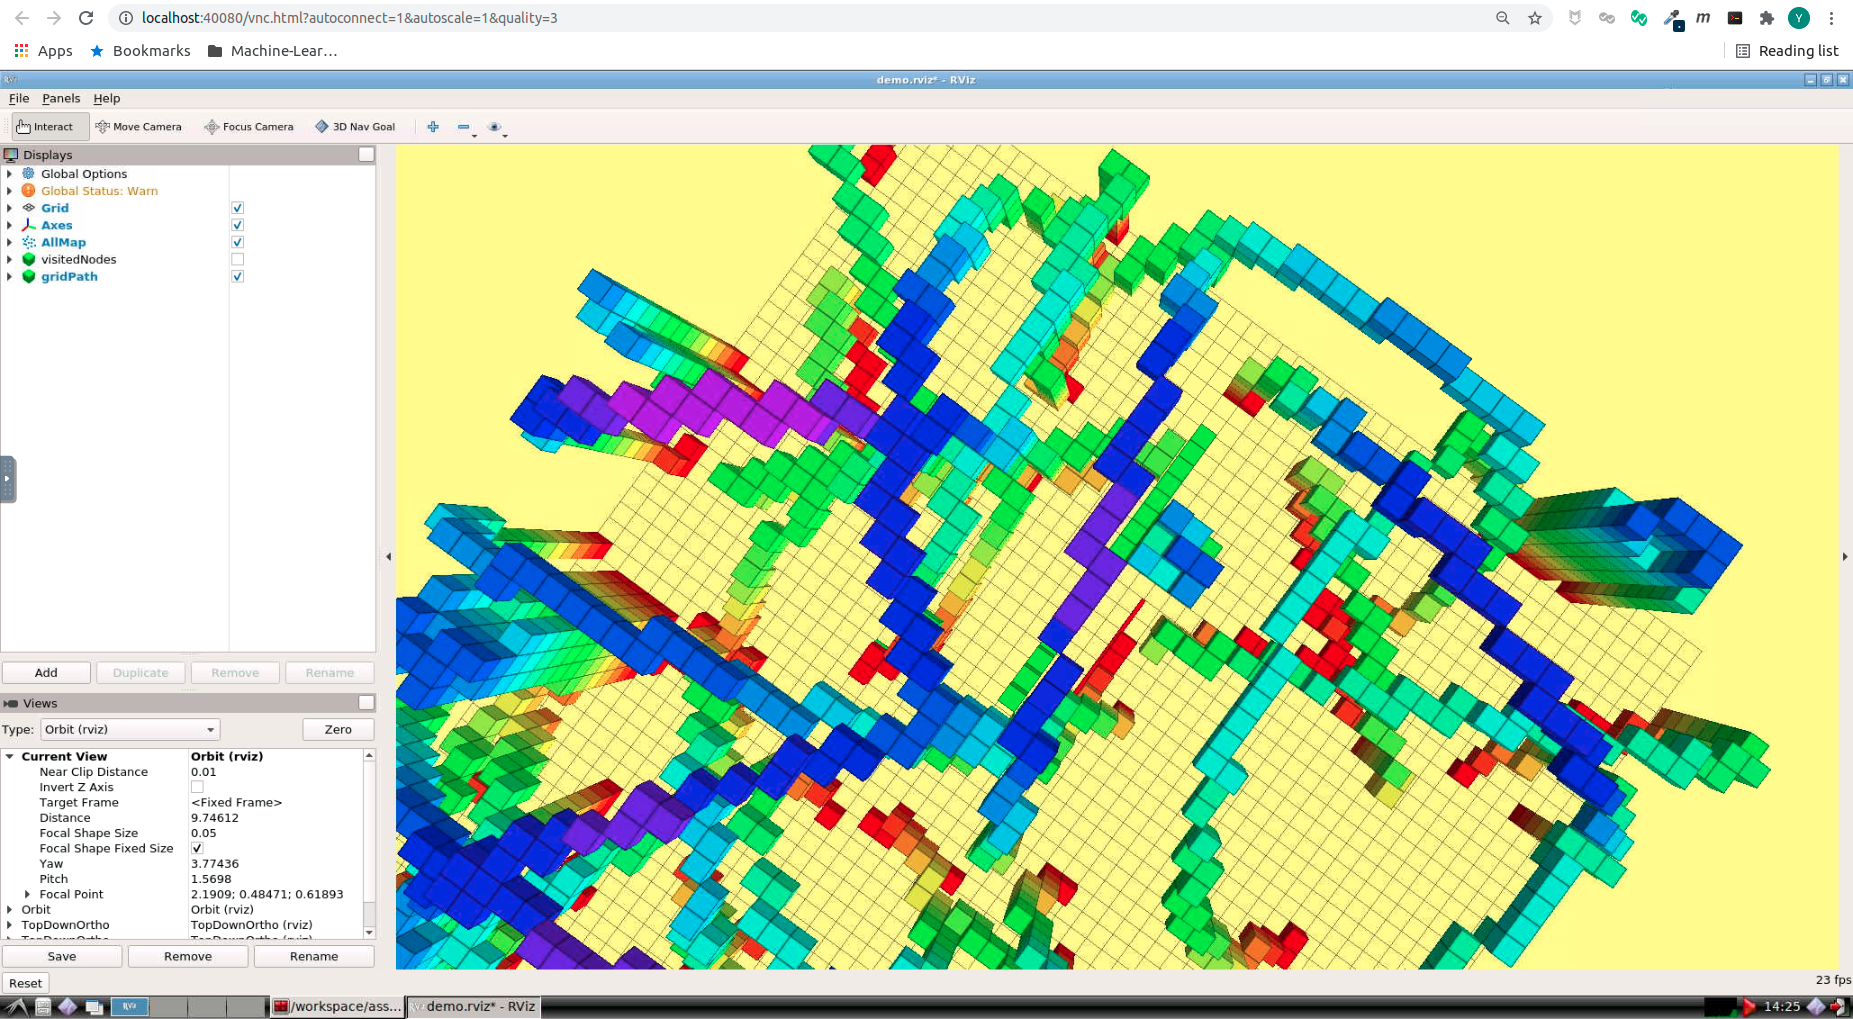 localhost:40080/vnc.html?autoconnect=1&autoscale=1&quality=3
Y
m
Apps
Bookmarks
Machine-Lear…
Reading list
demo.rviz* - RViz
File Panels Help
Interact
Move Camera
Focus Camera
3D Nav Goal
Displays
Global Options
Global Status: Warn
Grid
Axes
AllMap
visitedNodes
gridPath
Add
Duplicate
Remove
Rename
Views
Type: Orbit (rviz)
Zero
Current View Orbit (rviz)
Near Clip Distance 0.01
Invert Z Axis
Target Frame <Fixed Frame>
Distance 9.74612
Focal Shape Size 0.05
Focal Shape Fixed Size
Yaw 3.77436
Pitch 1.5698
Focal Point 2.1909; 0.48471; 0.61893
Orbit Orbit (rviz)
TopDownOrtho TopDownOrtho (rviz)
TopDownOrtho TopDownOrtho (rviz)
Save
Remove
Rename
Reset
23 fps
/workspace/ass...
demo.rviz* - RViz
14:25